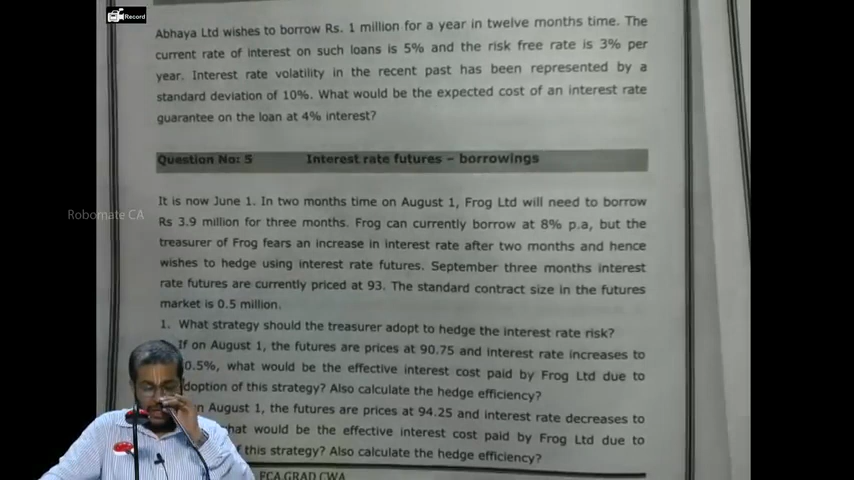 Record
Abhaya Ltd wishes to borrow Rs. 1 million for a year in twelve months time. The
current rate of interest on such loans is 5% and the risk free rate is 3% per
year. Interest rate volatility in the recent past has been represented by a
standard deviation of 10%. What would be the expected cost of an interest rate
guarantee on the loan at 4% interest?
Question No: 5 Interest rate futures – borrowings
It is now June 1. In two months time on August 1, Frog Ltd will need to borrow
Rs 3.9 million for three months. Frog can currently borrow at 8% p.a, but the
treasurer of Frog fears an increase in interest rate after two months and hence
wishes to hedge using interest rate futures. September three months interest
rate futures are currently priced at 93. The standard contract size in the futures
market is 0.5 million.
1. What strategy should the treasurer adopt to hedge the interest rate risk?
If on August 1, the futures are prices at 90.75 and interest rate increases to
0.5%, what would be the effective interest cost paid by Frog Ltd due to
doption of this strategy? Also calculate the hedge efficiency?
n August 1, the futures are prices at 94.25 and interest rate decreases to
hat would be the effective interest cost paid by Frog Ltd due to
f this strategy? Also calculate the hedge efficiency?
FCA,GRAD CWA
Robomate CA